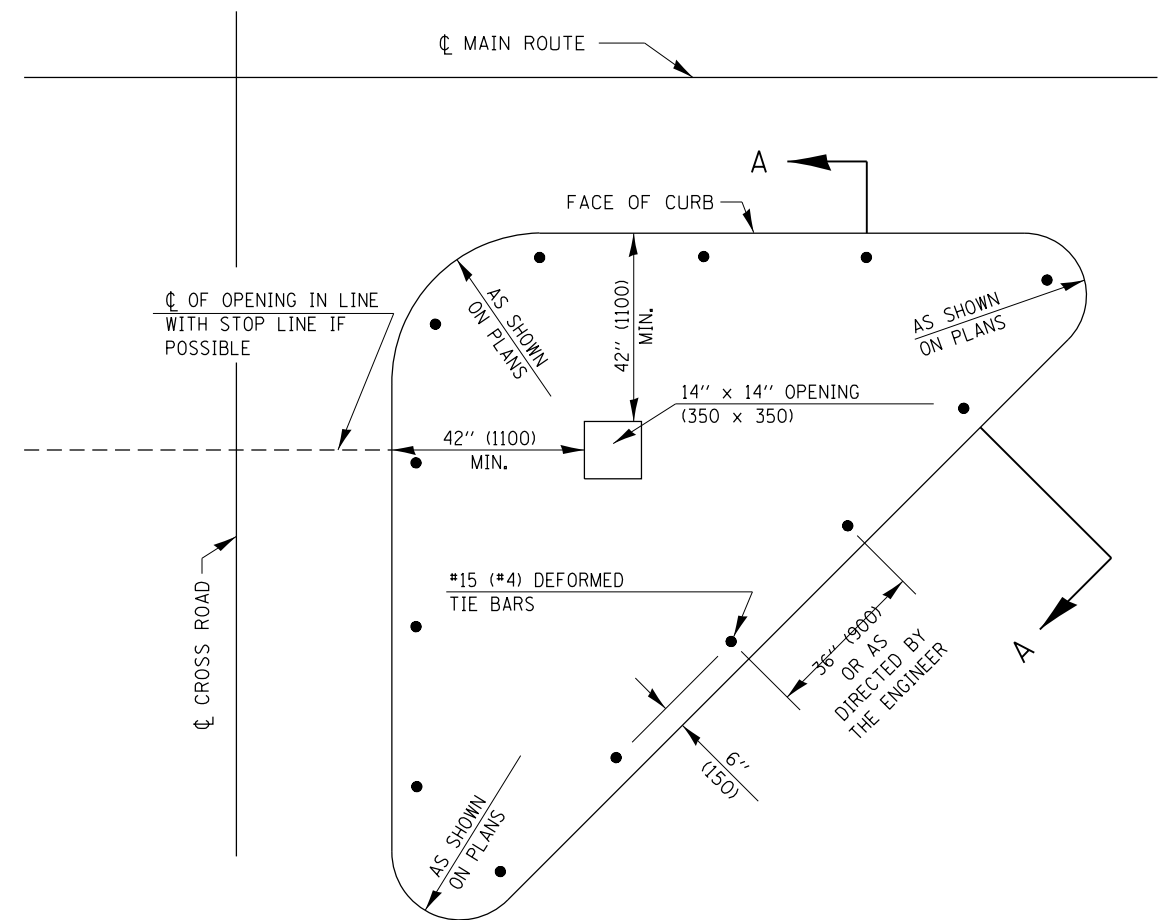 ℄ MAIN ROUTE
A
FACE OF CURB
℄ OF OPENING IN LINE
WITH STOP LINE IF
POSSIBLE
AS SHOWN
ON PLANS
42'' (1100)
MIN.
AS SHOWN
ON PLANS
14'' x 14'' OPENING
(350 x 350)
42'' (1100)
MIN.
℄ CROSS ROAD
#15 (#4) DEFORMED
TIE BARS
36'' (900)
OR AS
DIRECTED BY
THE ENGINEER
A
6''
(150)
AS SHOWN
ON PLANS